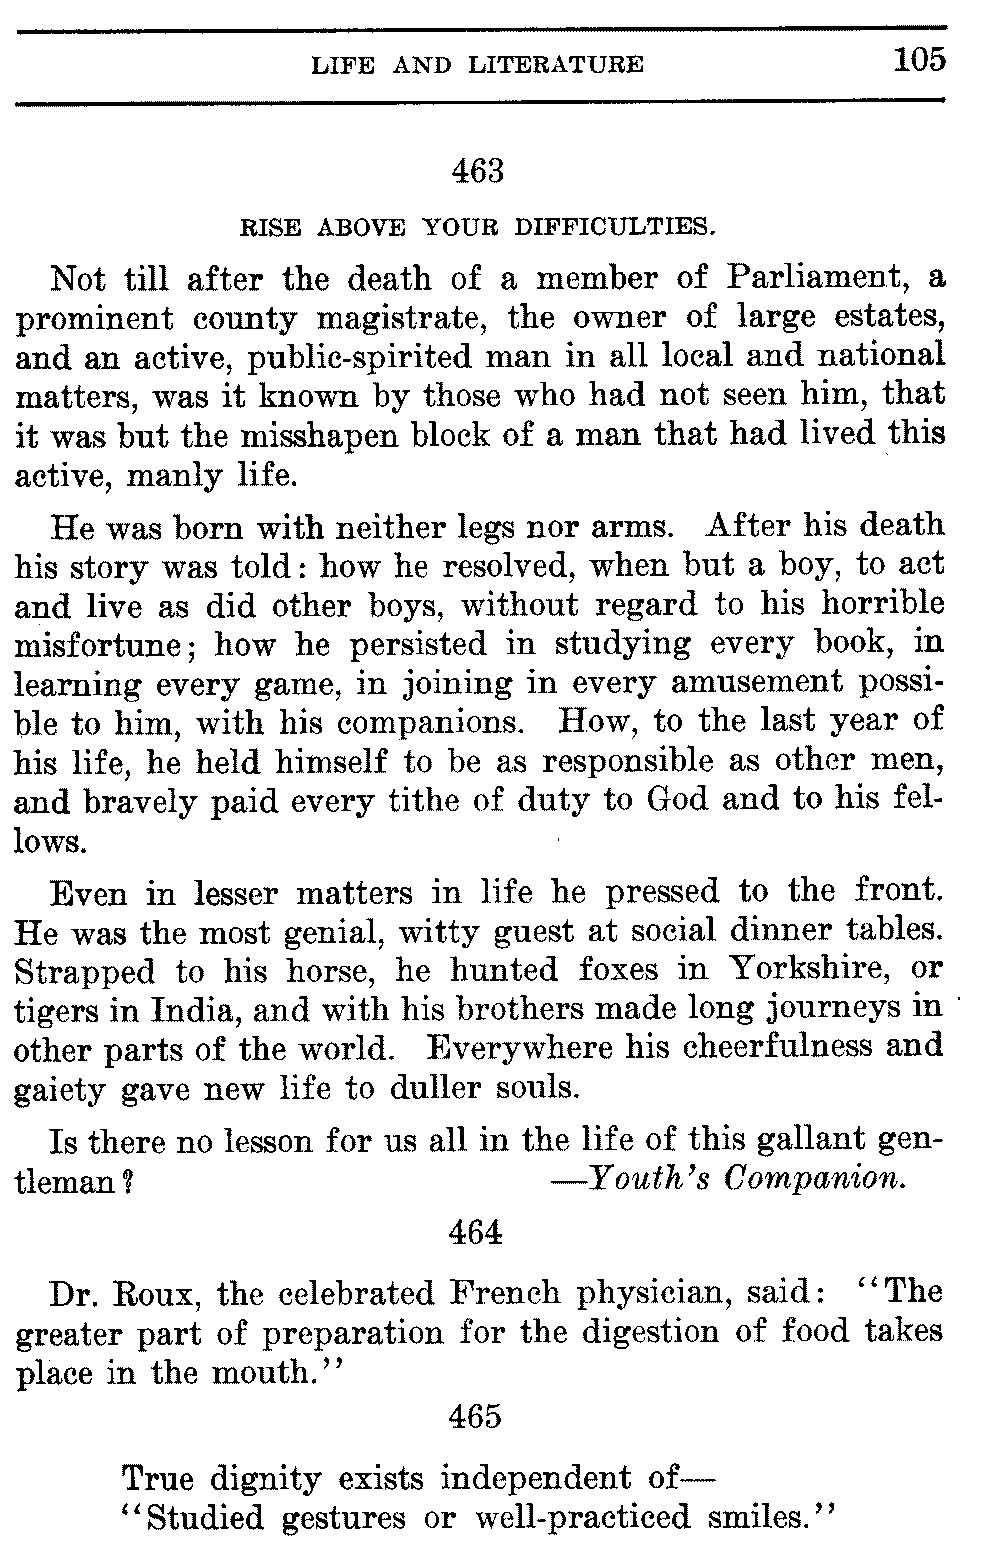 LIFE AND LITERATURE 105
463
RISE ABOVE YOUR DIFFICULTIES.
Not till after the death of a member of Parliament, a
prominent county magistrate, the owner of large estates,
and an active, public-spirited man in all local and national
matters, was it known by those who had not seen him, that
it was but the misshapen block of a man that had lived this
active, manly life.
He was born with neither legs nor arms. After his death
his story was told: how he resolved, when but a boy, to act
and live as did other boys, without regard to his horrible
misfortune; how he persisted in studying every book, in
learning every game, in joining in every amusement possi-
ble to him, with his companions. How, to the last year of
his life, he held himself to be as responsible as other men,
and bravely paid every tithe of duty to God and to his fel-
lows.
Even in lesser matters in life he pressed to the front.
He was the most genial, witty guest at social dinner tables.
Strapped to his horse, he hunted foxes in Yorkshire, or
tigers in India, and with his brothers made long journeys in
other parts of the world. Everywhere his cheerfulness and
gaiety gave new life to duller souls.
Is there no lesson for us all in the life of this gallant gen-
tleman? —Youth's Companion.
464
Dr. Roux, the celebrated French physician, said: "The
greater part of preparation for the digestion of food takes
place in the mouth."
465
True dignity exists independent of—
"Studied gestures or well-practiced smiles."